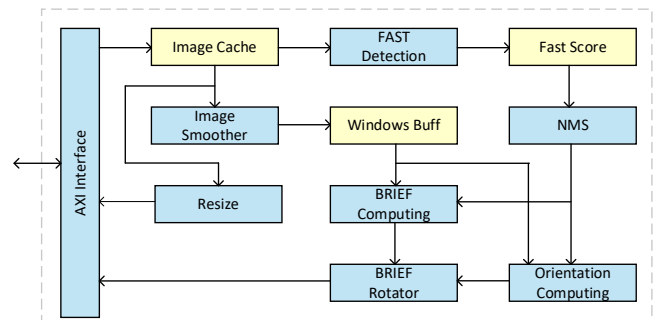 Image Cache
FAST
Detection
Fast Score
AXI Interface
Image
Smoother
Windows Buff
NMS
Resize
BRIEF
Computing
BRIEF
Rotator
Orientation
Computing